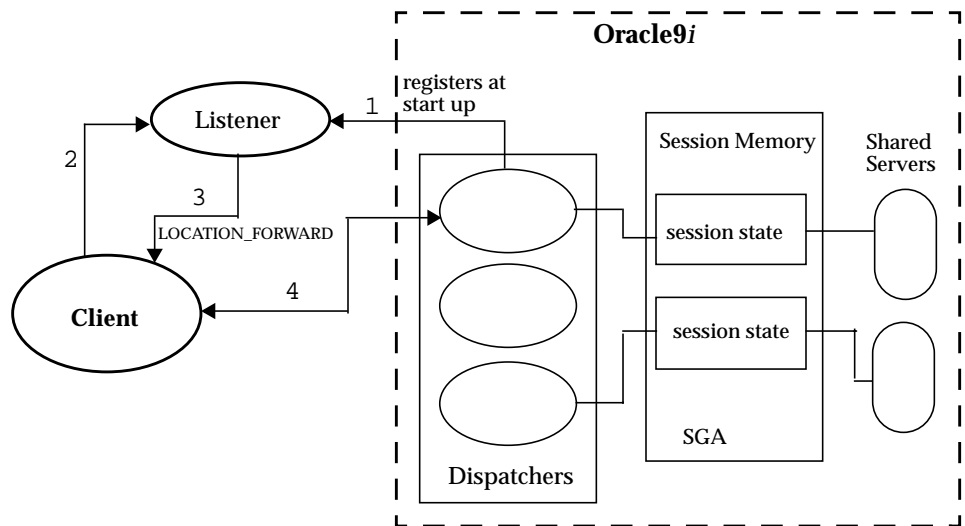 Oracle9i
registers at
start up
1
Listener
Session Memory
Shared
Servers
2
3
LOCATION_FORWARD
session state
4
Client
session state
SGA
Dispatchers